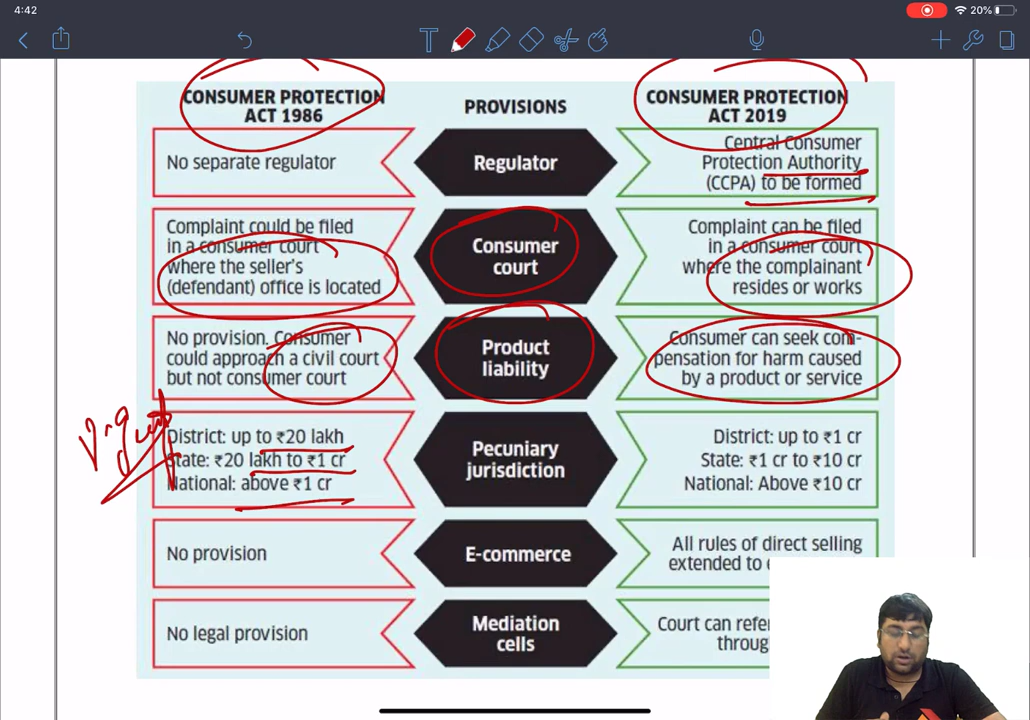 4:42
20%
CONSUMER PROTECTION
ACT 1986
PROVISIONS
CONSUMER PROTECTION
ACT 2019
No separate regulator
Regulator
Central Consumer
Protection Authority
(CCPA) to be formed
Complaint could be filed
in a consumer court
where the seller's
(defendant) office is located
Consumer
court
Complaint can be filed
in a consumer court
where the complainant
resides or works
No provision. Consumer
could approach a civil court
but not consumer court
Product
liability
Consumer can seek com-
pensation for harm caused
by a product or service
District: up to ₹20 lakh
State: ₹20 lakh to ₹1 cr
National: above ₹1 cr
Pecuniary
jurisdiction
District: up to ₹1 cr
State: ₹1 cr to ₹10 cr
National: Above ₹10 cr
No provision
E-commerce
All rules of direct selling
extended to
No legal provision
Mediation
cells
Court can refer
throug